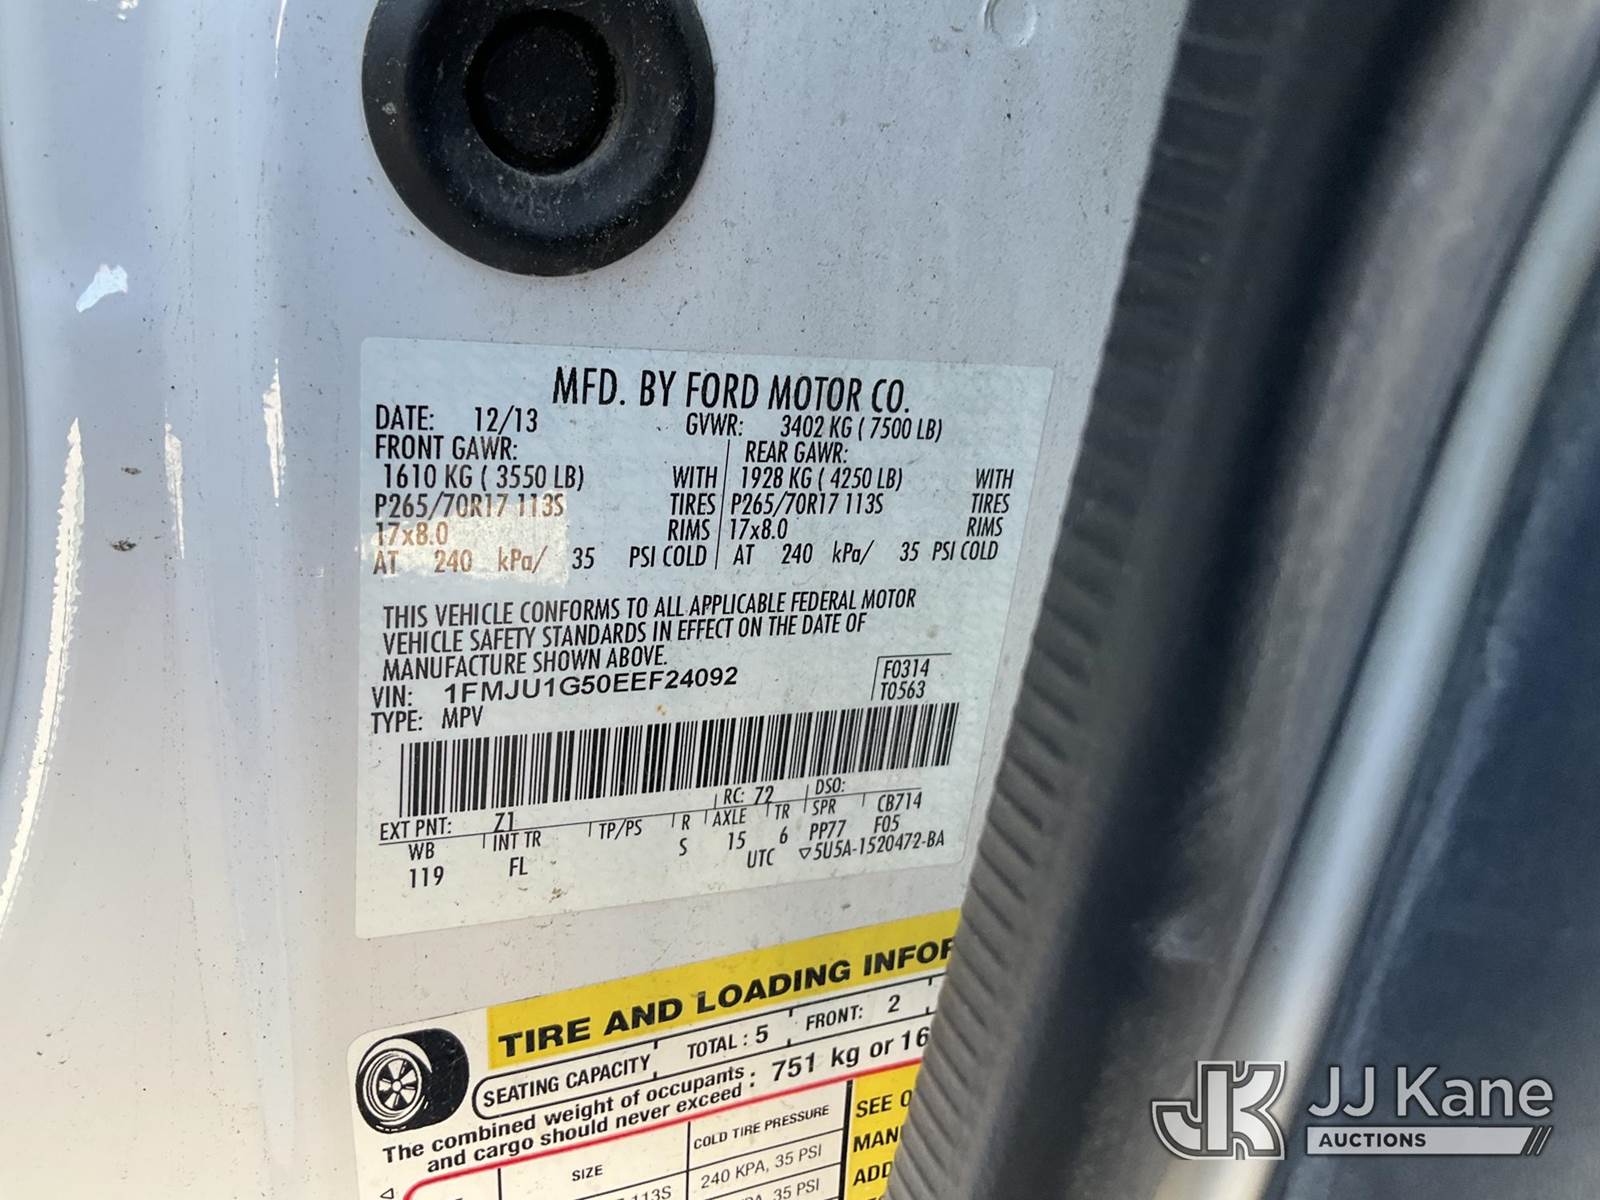 MFD. BY FORD MOTOR CO.
DATE: 12/13 GVWR: 3402 KG ( 7500 LB)
FRONT GAWR: REAR GAWR:
1610 KG ( 3550 LB) WITH 1928 KG ( 4250 LB) WITH
P265/70R17 113S TIRES P265/70R17 113S TIRES
17x8.0 RIMS 17x8.0 RIMS
AT 240 kPa/ 35 PSI COLD AT 240 kPa/ 35 PSI COLD
THIS VEHICLE CONFORMS TO ALL APPLICABLE FEDERAL MOTOR
VEHICLE SAFETY STANDARDS IN EFFECT ON THE DATE OF
MANUFACTURE SHOWN ABOVE.
VIN: 1FMJU1G50EEF24092 F0314
TYPE: MPV T0563
EXT PNT: Z1 RC: 72 DSO:
WB INT TR TP/PS R AXLE TR SPR CB714
119 FL S 15 6 PP77 F05
UTC ▽5U5A-1520472-BA
TIRE AND LOADING
SEATING CAPACITY TOTAL : 5 FRONT: 2
The combined weight of occupants
and cargo should never exceed : 751 kg or 16
SIZE COLD TIRE PRESSURE SEE
113S 240 KPA, 35 PSI
35 PSI ADD
JJ Kane
AUCTIONS